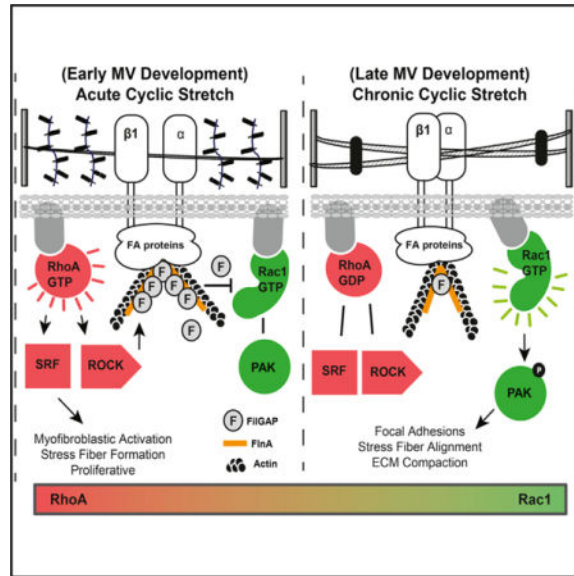 (Early MV Development)
Acute Cyclic Stretch
β1
α
FA proteins
RhoA
GTP
F
F
F
F
F
F
F
F
Rac1
GTP
SRF
ROCK
PAK
Myofibroblastic Activation
Stress Fiber Formation
Proliferative
F FilGAP
FlnA
Actin
(Late MV Development)
Chronic Cyclic Stretch
β1
α
FA proteins
RhoA
GDP
F
Rac1
GTP
SRF
ROCK
P
PAK
Focal Adhesions
Stress Fiber Alignment
ECM Compaction
RhoA
Rac1